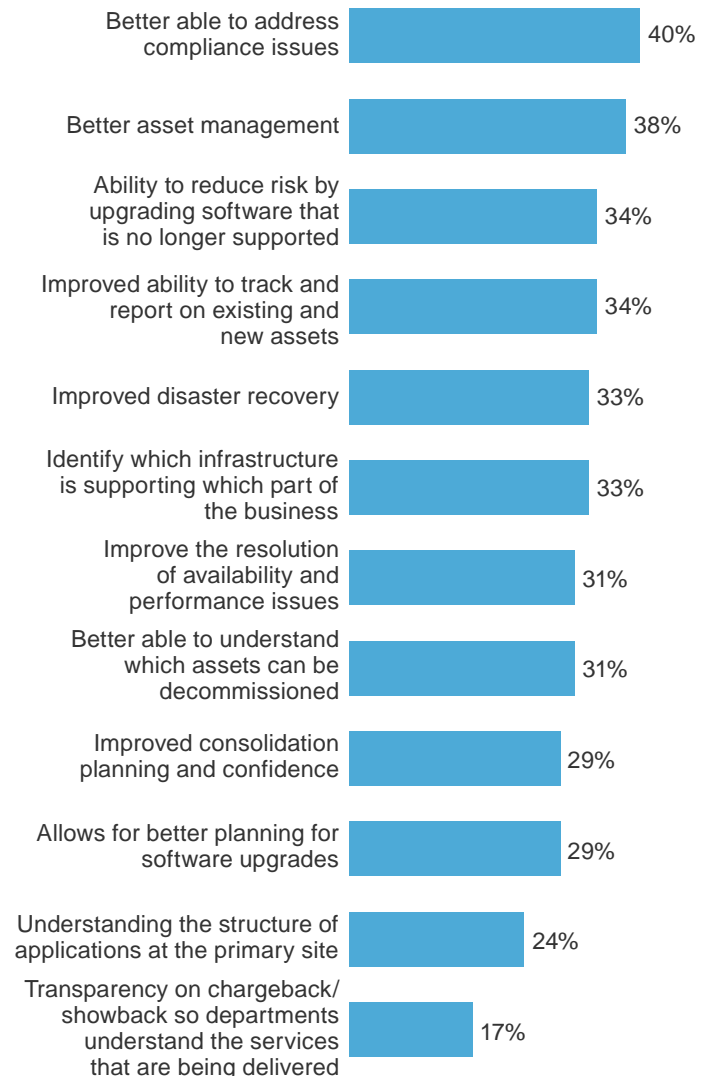 Better able to address
compliance issues
40%
Better asset management
38%
Ability to reduce risk by
upgrading software that
is no longer supported
34%
Improved ability to track and
report on existing and
new assets
34%
Improved disaster recovery
33%
Identify which infrastructure
is supporting which part of
the business
33%
Improve the resolution
of availability and
performance issues
31%
Better able to understand
which assets can be
decommissioned
31%
Improved consolidation
planning and confidence
29%
Allows for better planning for
software upgrades
29%
Understanding the structure of
applications at the primary site
24%
Transparency on chargeback/
showback so departments
understand the services
that are being delivered
17%